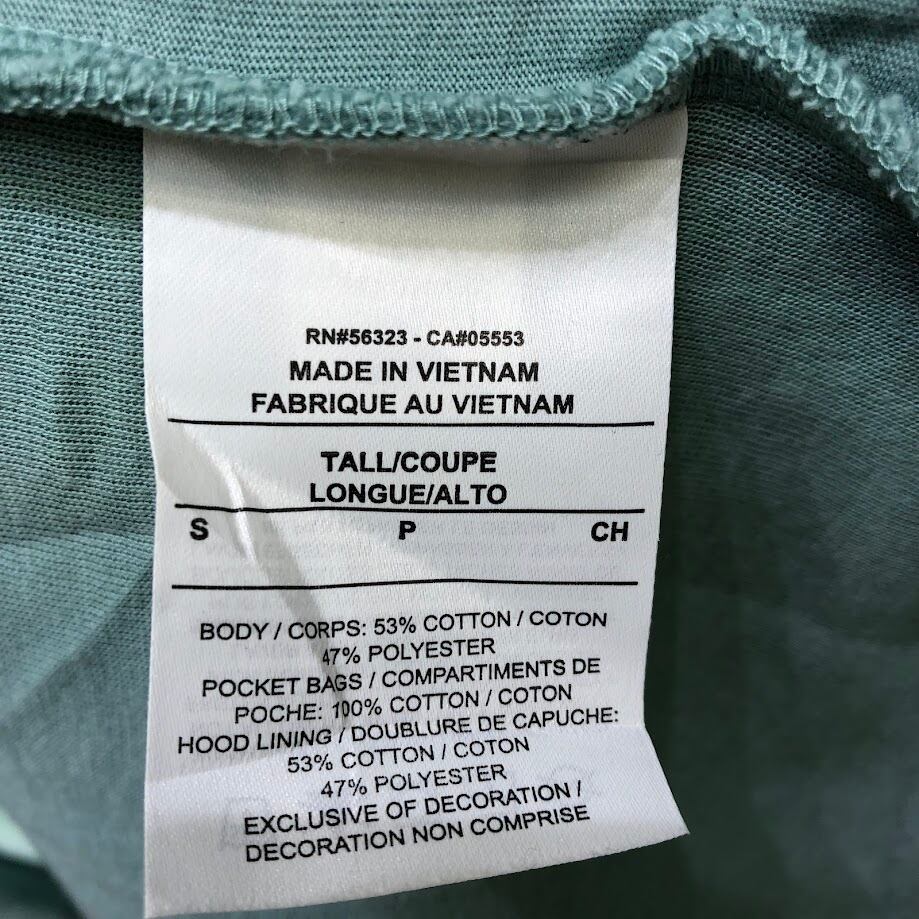 RN#56323 - CA#05553
MADE IN VIETNAM
FABRIQUE AU VIETNAM
TALL/COUPE
LONGUE/ALTO
S P CH
BODY / CORPS: 53% COTTON / COTON
47% POLYESTER
POCKET BAGS / COMPARTIMENTS DE
POCHE: 100% COTTON / COTON
HOOD LINING / DOUBLURE DE CAPUCHE:
53% COTTON / COTON
47% POLYESTER
EXCLUSIVE OF DECORATION /
DECORATION NON COMPRISE